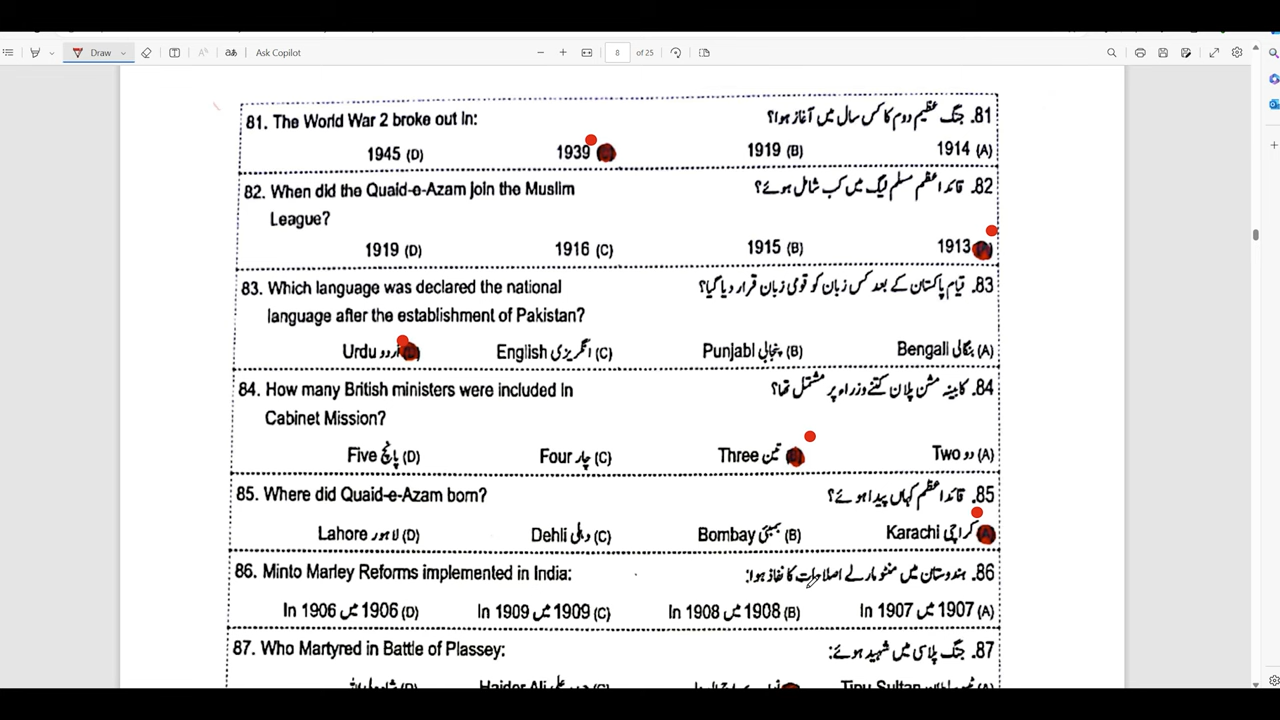 Draw
Ask Copilot
8 of 25
81. The World War 2 broke out In: 81. جنگ عظیم دوم کا کس سال میں آغاز ہوا؟
1945 (D) 1939 1919 (B) 1914 (A)
82. When did the Quaid-e-Azam join the Muslim 82. قائداعظم مسلم لیگ میں کب شامل ہوئے؟
League?
1919 (D) 1916 (C) 1915 (B) 1913
83. Which language was declared the national 83. قیام پاکستان کے بعد کس زبان کو قومی زبان قرار دیا گیا؟
language after the establishment of Pakistan?
Urdu اُردو English انگریزی (C) Punjabi پنجابی (B) Bengali بنگالی (A)
84. How many British ministers were included In 84. کابینہ مشن پلان کتنے وزراء پر مشتمل تھا؟
Cabinet Mission?
Five پانچ (D) Four چار (C) Three تین Two دو (A)
85. Where did Quaid-e-Azam born? 85. قائداعظم کہاں پیدا ہوئے؟
Lahore لاہور (D) Dehli دہلی (C) Bombay بمبئی (B) Karachi کراچی (A)
86. Minto Marley Reforms implemented in India: 86. ہندوستان میں منٹو مارلے اصلاحات کا نفاذ ہوا:
In 1906 میں 1906 (D) In 1909 میں 1909 (C) In 1908 میں 1908 (B) In 1907 میں 1907 (A)
87. Who Martyred in Battle of Plassey: 87. جنگ پلاسی میں شہید ہوئے:
Haider Ali Tipu Sultan